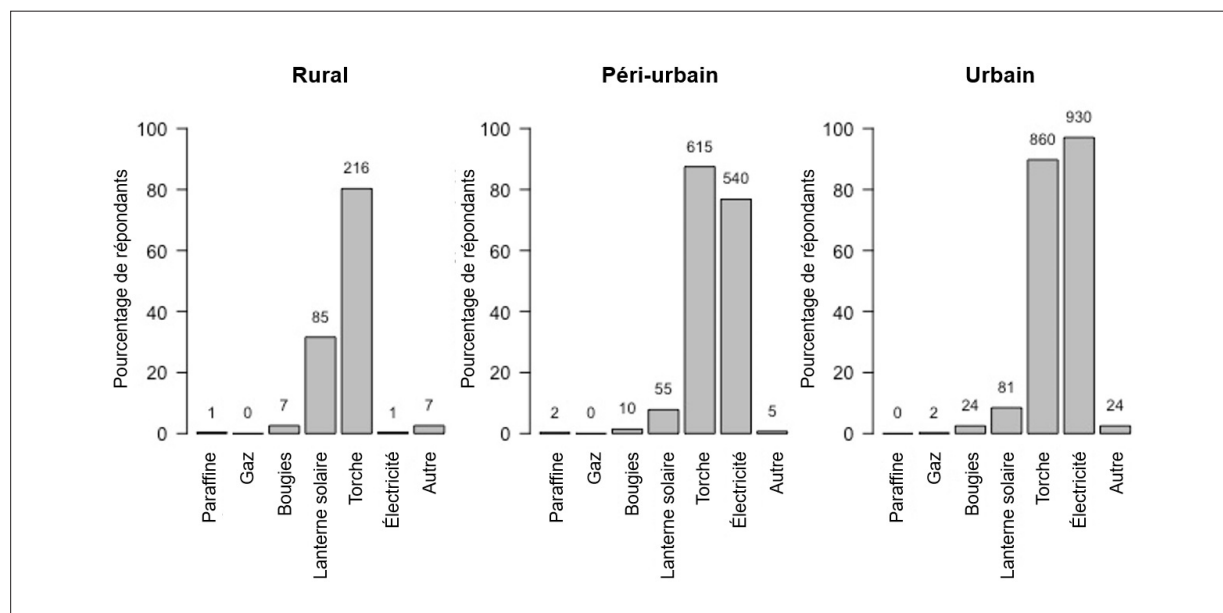 Rural
Péri-urbain
Urbain
Pourcentage de répondants
100
80
60
40
20
0
1
0
7
85
216
1
7
Paraffine
Gaz
Bougies
Lanterne solaire
Torche
Électricité
Autre
Pourcentage de répondants
100
80
60
40
20
0
2
0
10
55
615
540
5
Paraffine
Gaz
Bougies
Lanterne solaire
Torche
Électricité
Autre
Pourcentage de répondants
100
80
60
40
20
0
0
2
24
81
860
930
24
Paraffine
Gaz
Bougies
Lanterne solaire
Torche
Électricité
Autre